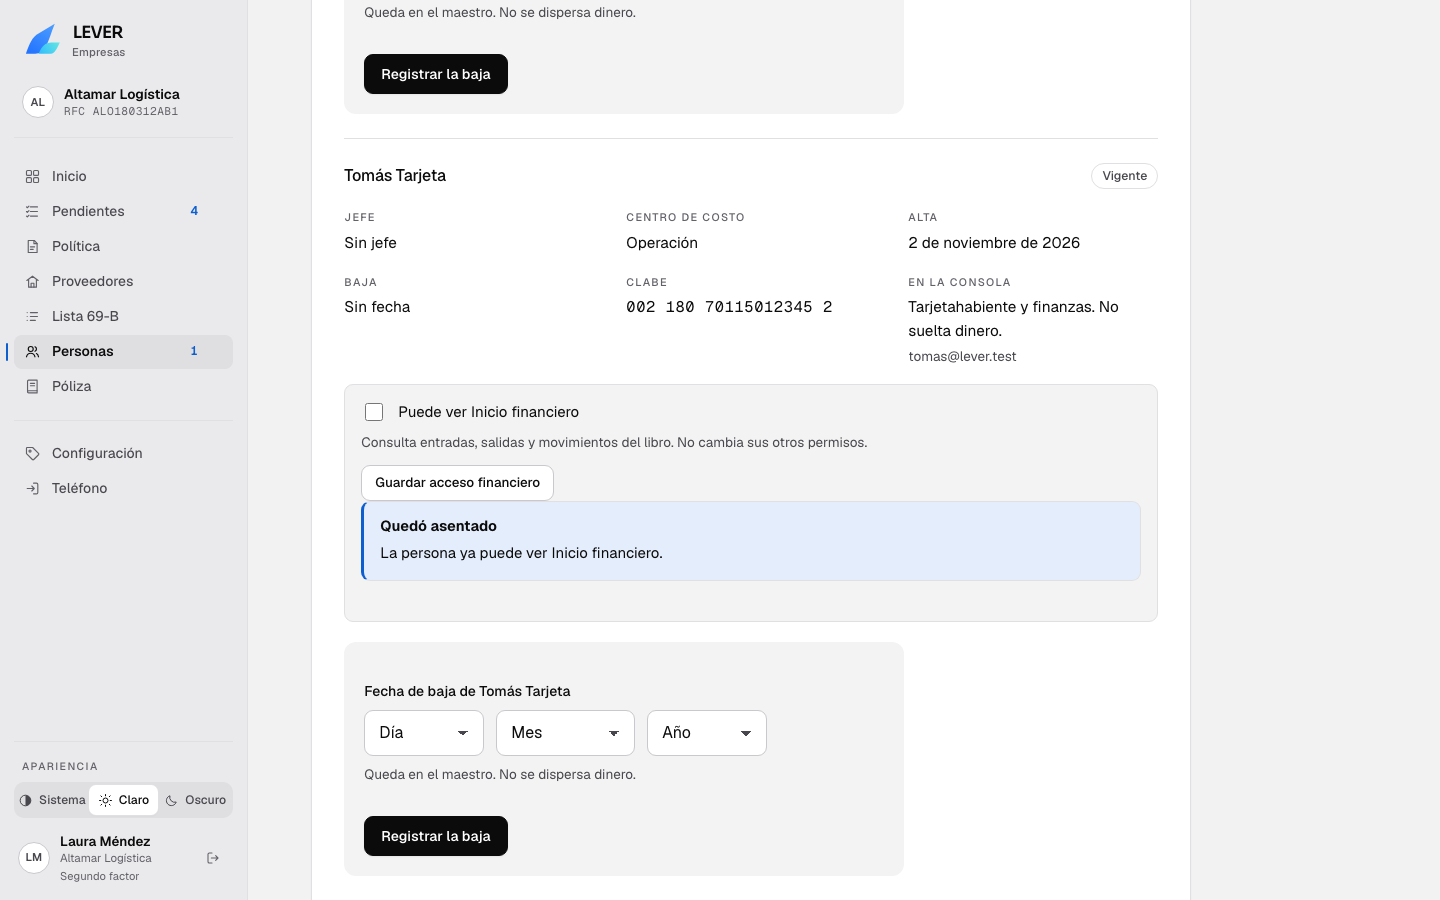 LEVER
Empresas
AL
Altamar Logística
RFC ALO180312AB1
Inicio
Pendientes 4
Política
Proveedores
Lista 69-B
Personas 1
Póliza
Configuración
Teléfono
APARIENCIA
Sistema Claro Oscuro
LM
Laura Méndez
Altamar Logística
Segundo factor
Queda en el maestro. No se dispersa dinero.
Registrar la baja
Tomás Tarjeta Vigente
JEFE CENTRO DE COSTO ALTA
Sin jefe Operación 2 de noviembre de 2026
BAJA CLABE EN LA CONSOLA
Sin fecha 002 180 70115012345 2 Tarjetahabiente y finanzas. No
suelta dinero.
tomas@lever.test
Puede ver Inicio financiero
Consulta entradas, salidas y movimientos del libro. No cambia sus otros permisos.
Guardar acceso financiero
Quedó asentado
La persona ya puede ver Inicio financiero.
Fecha de baja de Tomás Tarjeta
Día Mes Año
Queda en el maestro. No se dispersa dinero.
Registrar la baja